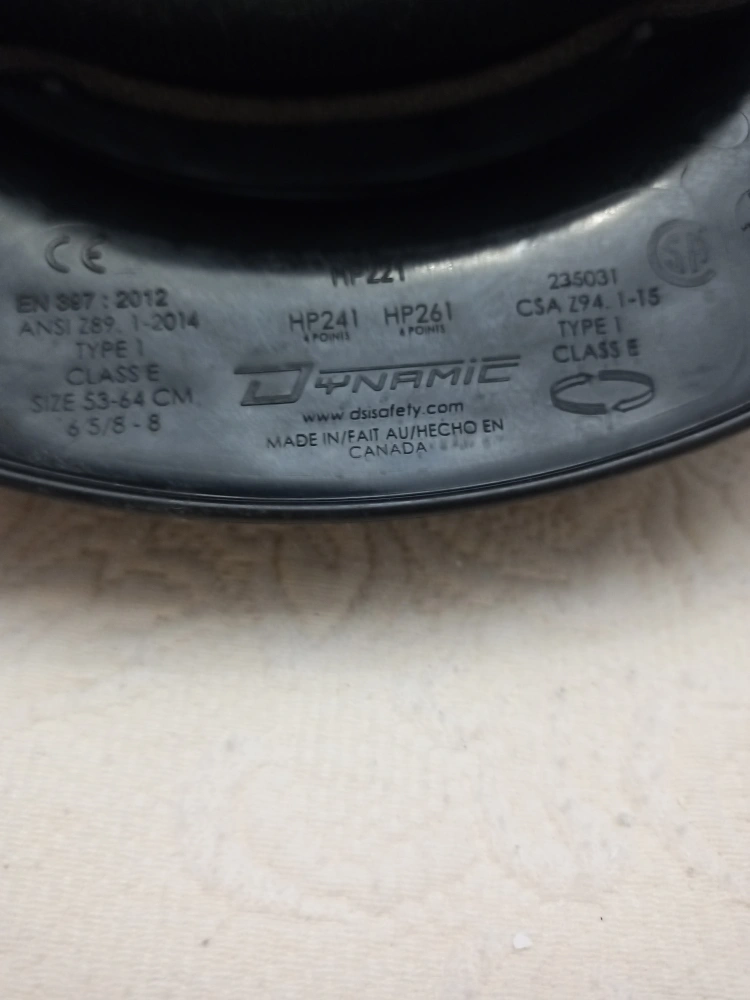 CE
EN 397 : 2012
ANSI Z89. 1-2014
TYPE 1
CLASS E
SIZE 53-64 CM
6 5/8 - 8
HP221
HP241 HP261
4 POINTS 6 POINTS
DYNAMIC
www dsisafety.com
MADE IN/FAIT AU/HECHO EN
CANADA
235031
CSA Z94. 1-15
TYPE 1
CLASS E